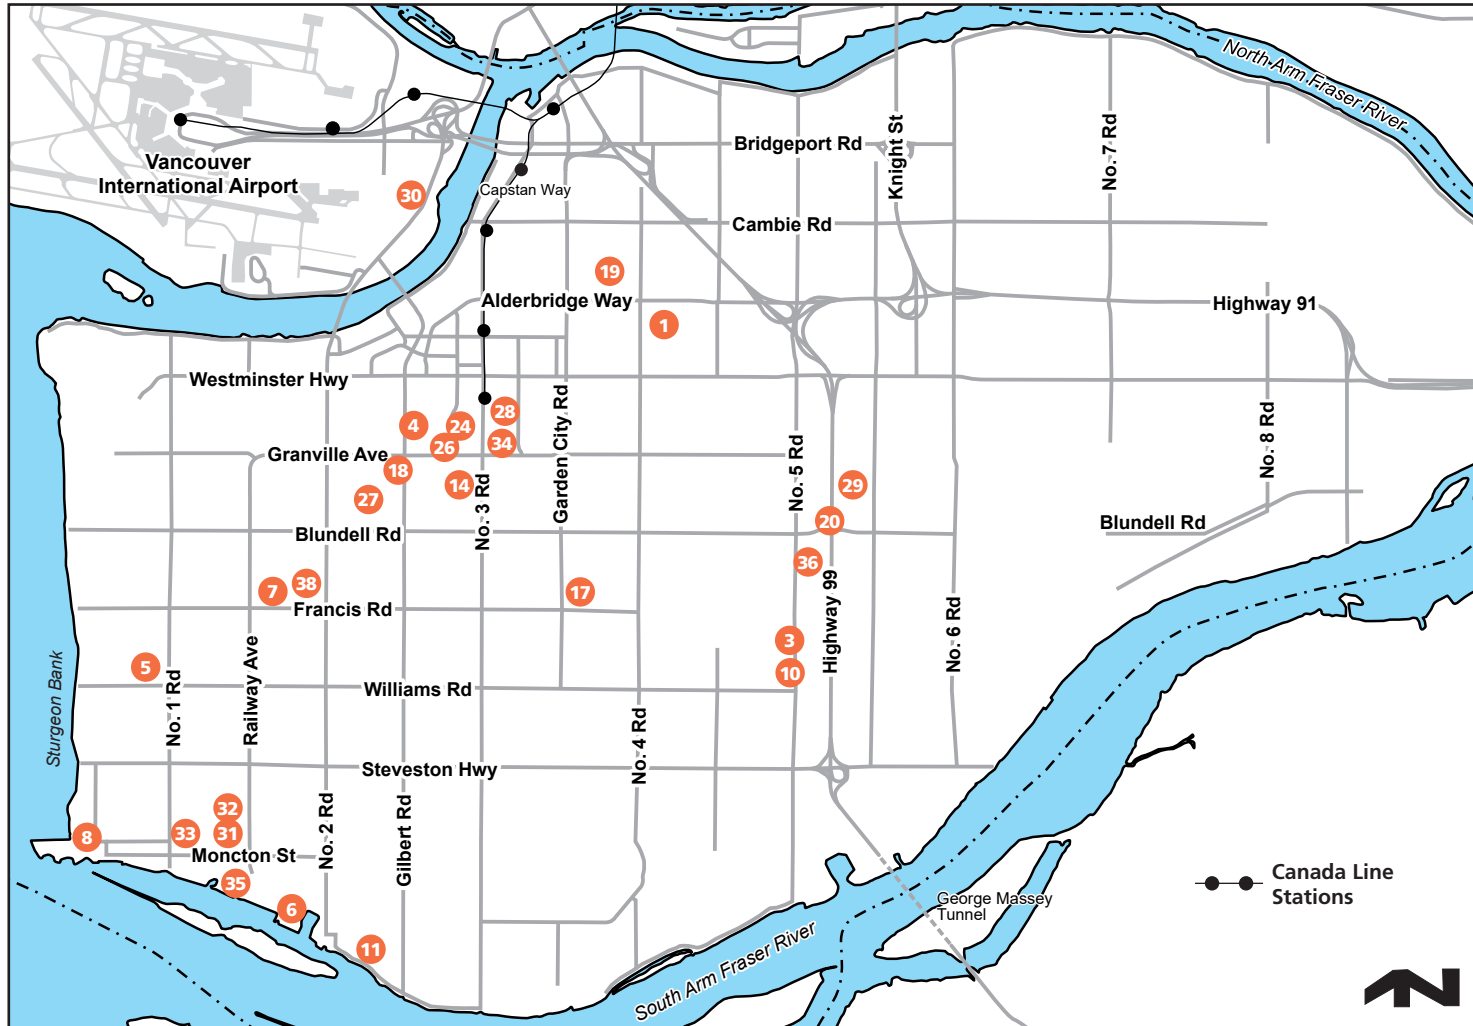 North Arm Fraser River
Bridgeport Rd
Knight St
No. 7 Rd
Vancouver
International Airport
30
Capstan Way
Cambie Rd
19
Alderbridge Way
Highway 91
1
Westminster Hwy
28
4
24
Garden City Rd
No. 8 Rd
34
26
Granville Ave
18
No. 5 Rd
14
29
27
No. 3 Rd
20
Blundell Rd
Blundell Rd
36
38
7
17
Francis Rd
Highway 99
No. 6 Rd
3
5
10
Sturgeon Bank
No. 1 Rd
Railway Ave
Williams Rd
No. 4 Rd
Steveston Hwy
32
8
33
31
No. 2 Rd
Gilbert Rd
Moncton St
35
6
11
George Massey
Tunnel
Canada Line
Stations
South Arm Fraser River
N